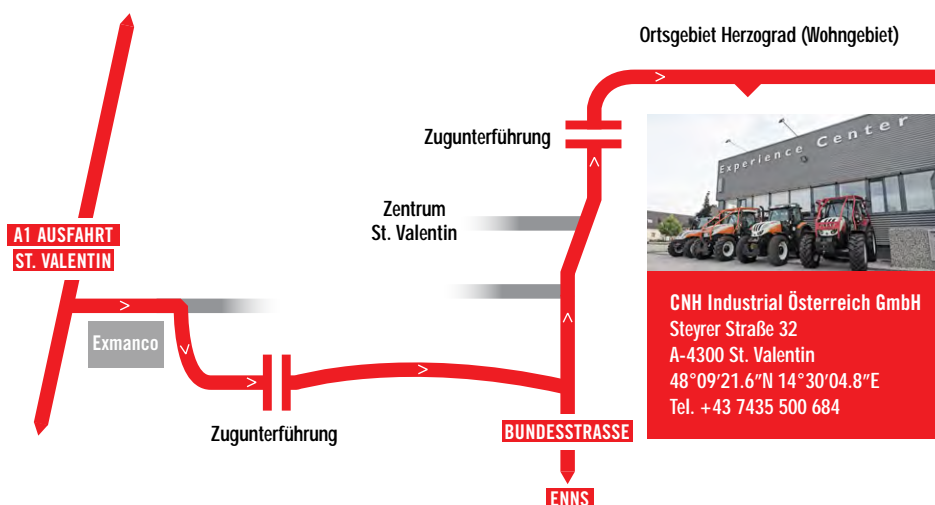 Ortsgebiet Herzograd (Wohngebiet)
Zugunterführung
Experience Center
Zentrum
St. Valentin
A1 AUSFAHRT
ST. VALENTIN
Exmanco
CNH Industrial Österreich GmbH
Steyrer Straße 32
A-4300 St. Valentin
48°09’21.6”N 14°30’04.8”E
Tel. +43 7435 500 684
Zugunterführung
BUNDESSTRASSE
ENNS